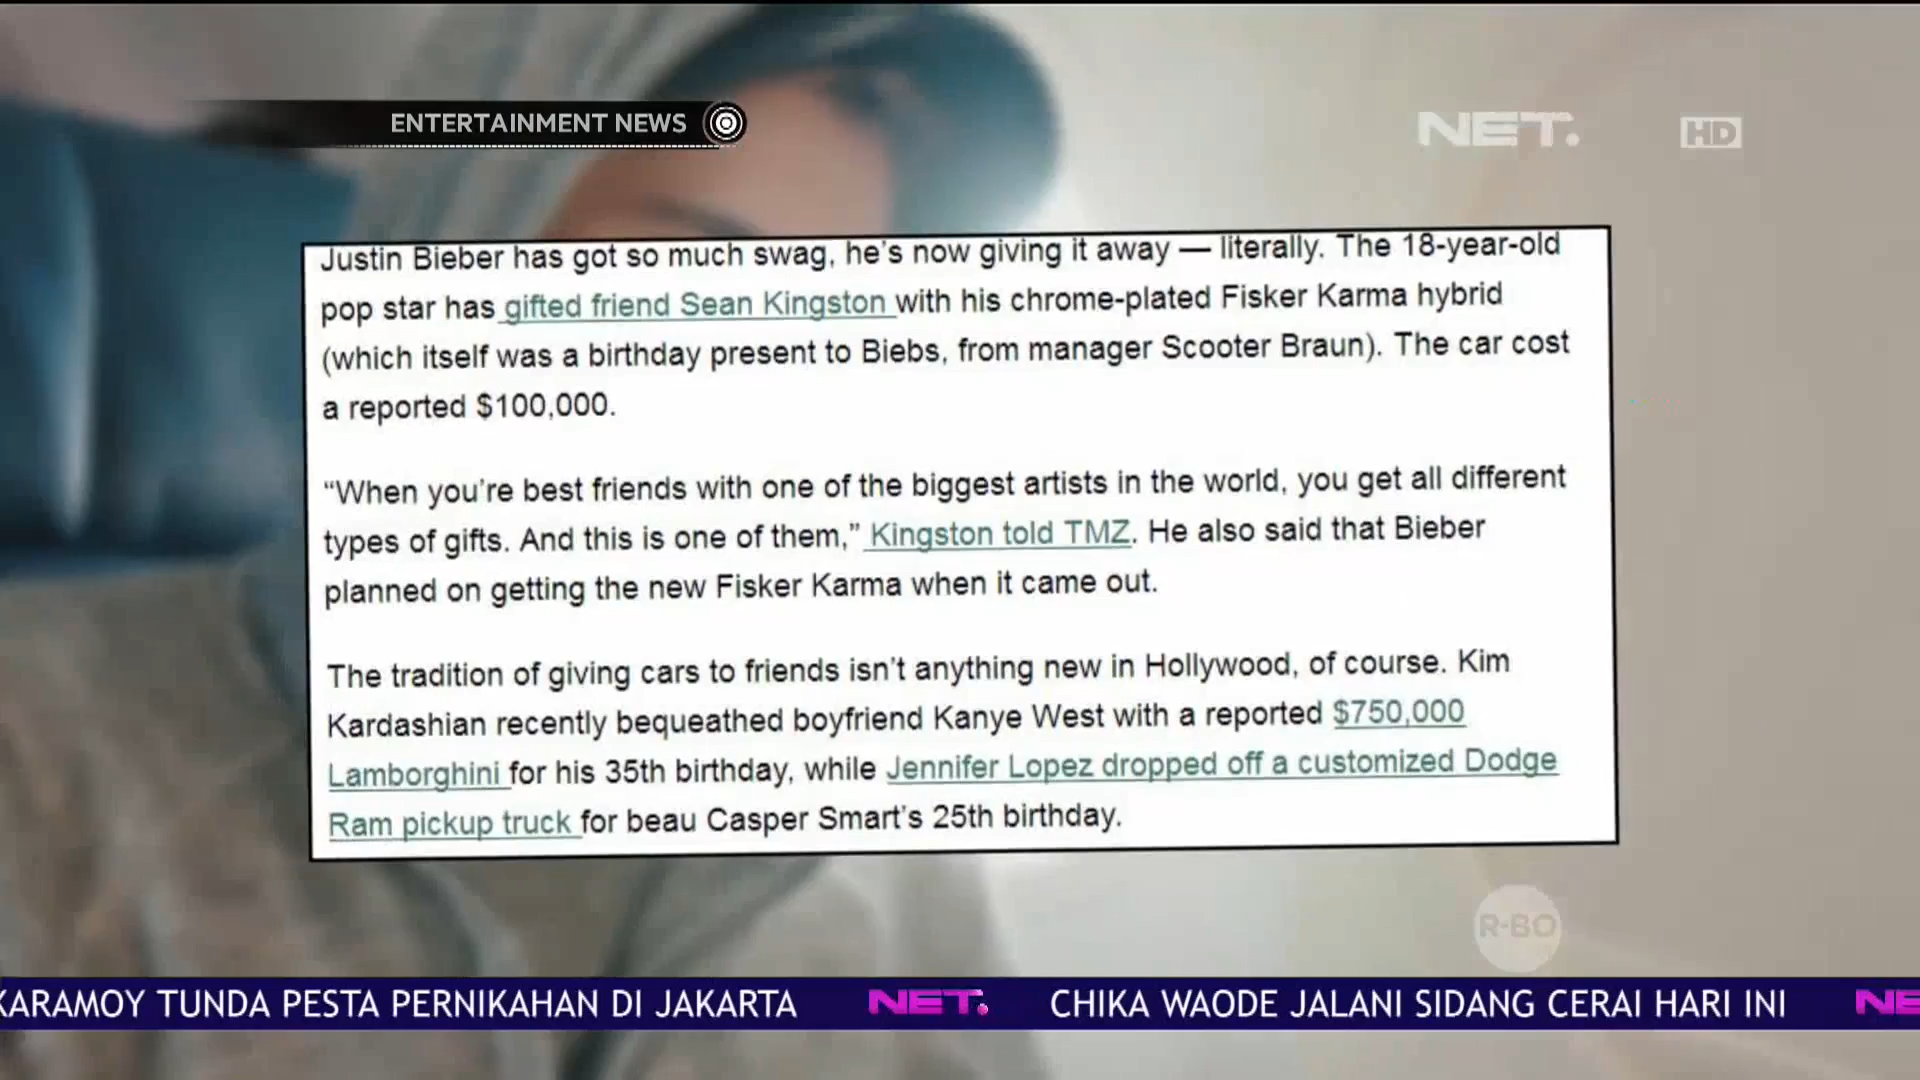 ENTERTAINMENT NEWS
NET.
HD
Justin Bieber has got so much swag, he's now giving it away — literally. The 18-year-old
pop star has gifted friend Sean Kingston with his chrome-plated Fisker Karma hybrid
(which itself was a birthday present to Biebs, from manager Scooter Braun). The car cost
a reported $100,000.
“When you're best friends with one of the biggest artists in the world, you get all different
types of gifts. And this is one of them,” Kingston told TMZ. He also said that Bieber
planned on getting the new Fisker Karma when it came out.
The tradition of giving cars to friends isn't anything new in Hollywood, of course. Kim
Kardashian recently bequeathed boyfriend Kanye West with a reported $750,000
Lamborghini for his 35th birthday, while Jennifer Lopez dropped off a customized Dodge
Ram pickup truck for beau Casper Smart's 25th birthday.
R-BO
KARAMOY TUNDA PESTA PERNIKAHAN DI JAKARTA NET. CHIKA WAODE JALANI SIDANG CERAI HARI INI NE